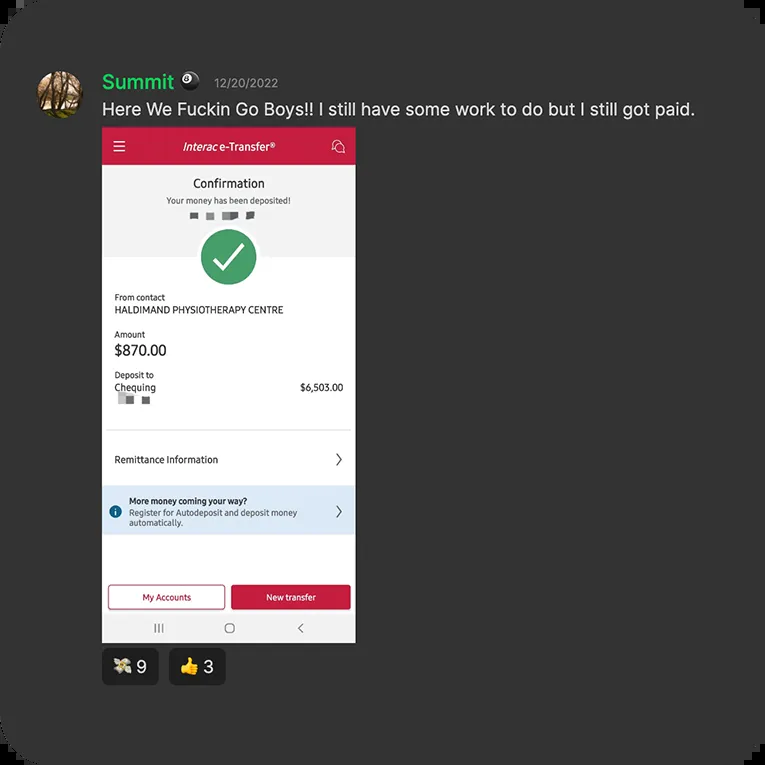 Summit 🎱 12/20/2022
Here We Fuckin Go Boys!! I still have some work to do but I still got paid.
Interac e-Transfer®
Confirmation
Your money has been deposited!
From contact
HALDIMAND PHYSIOTHERAPY CENTRE
Amount
$870.00
Deposit to
Chequing $6,503.00
Remittance Information
More money coming your way?
Register for Autodeposit and deposit money
automatically.
My Accounts New transfer
💸 9 👍 3